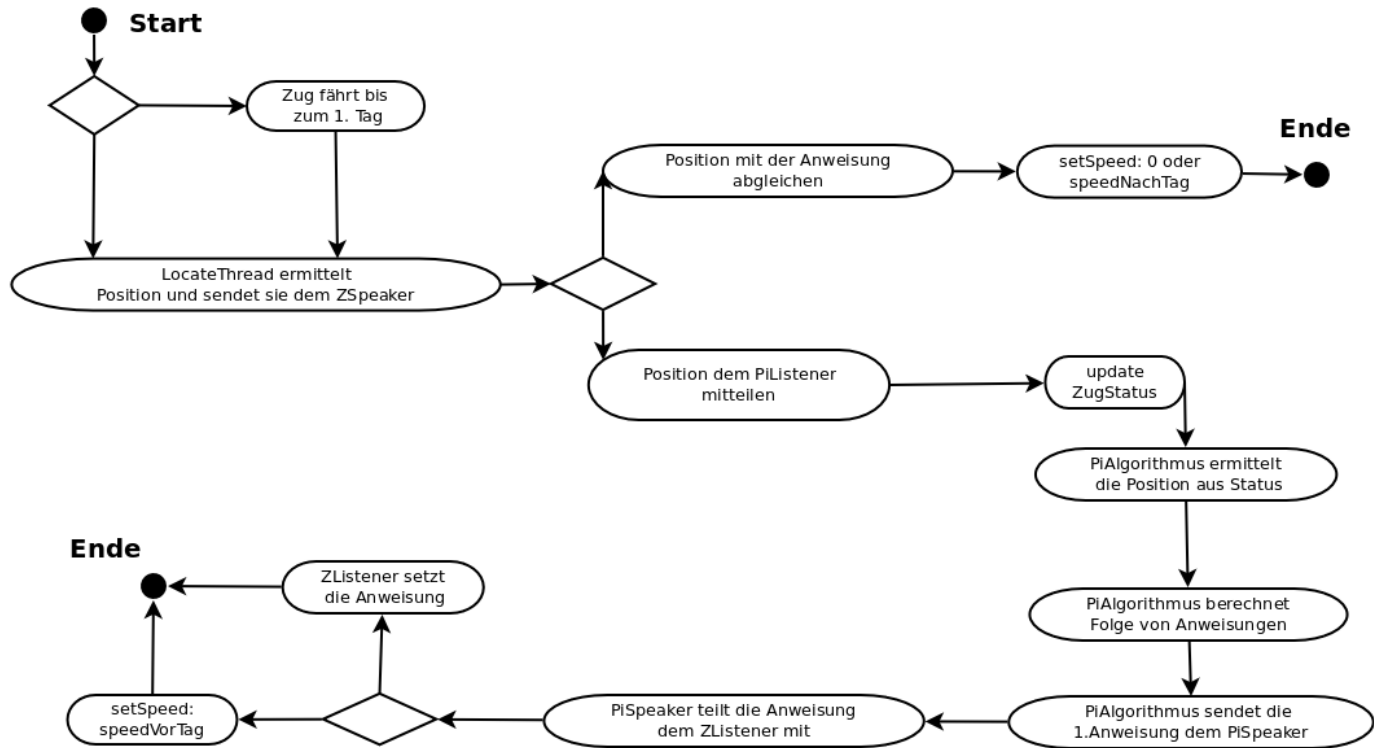 Start
Zug fährt bis
zum 1. Tag
Ende
Position mit der Anweisung
abgleichen
setSpeed: 0 oder
speedNachTag
LocateThread ermittelt
Position und sendet sie dem ZSpeaker
Position dem PiListener
mitteilen
update
ZugStatus
PiAlgorithmus ermittelt
die Position aus Status
PiAlgorithmus berechnet
Folge von Anweisungen
PiAlgorithmus sendet die
1.Anweisung dem PiSpeaker
PiSpeaker teilt die Anweisung
dem ZListener mit
Ende
ZListener setzt
die Anweisung
setSpeed:
speedVorTag